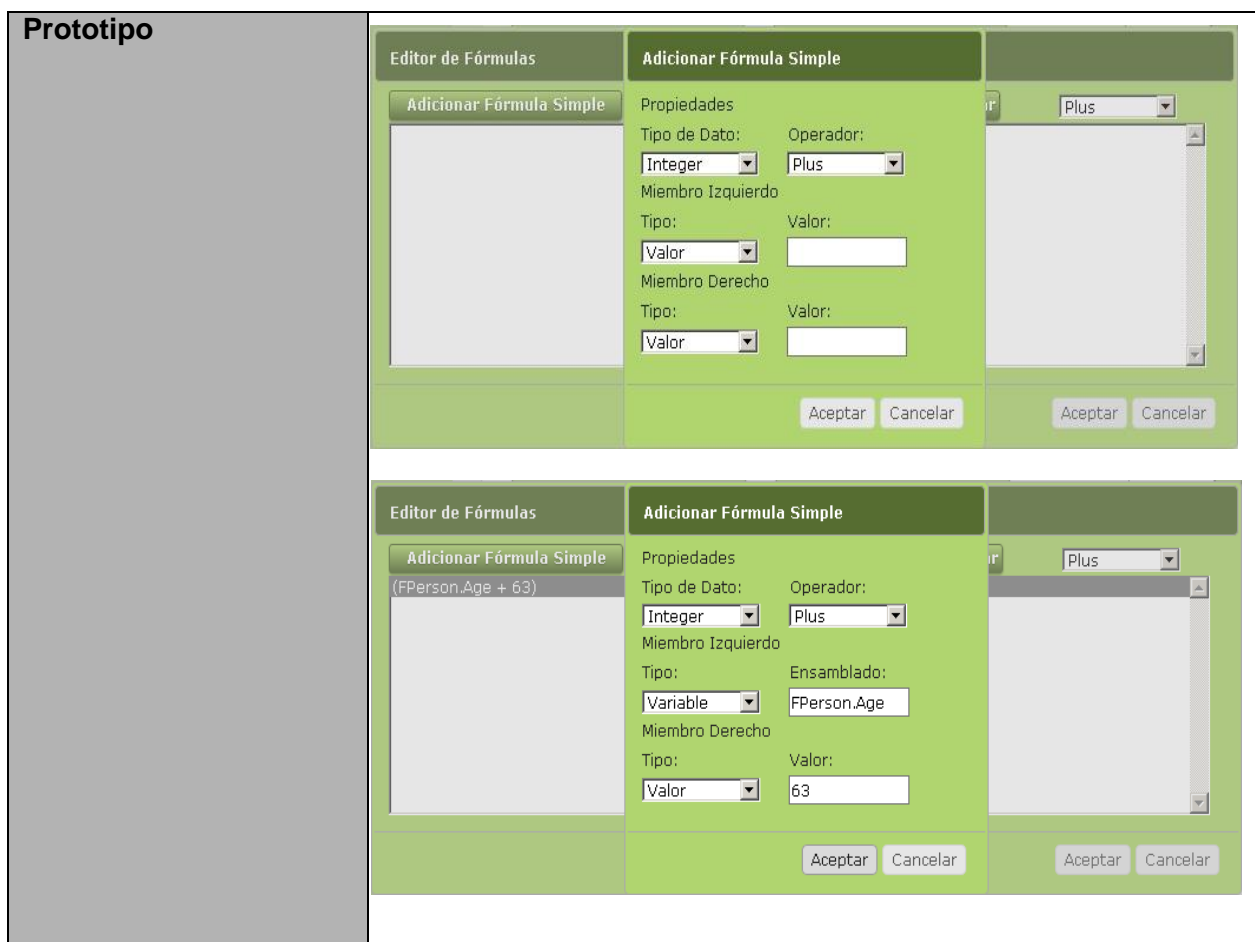 Prototipo
Editor de Fórmulas
Adicionar Fórmula Simple
Adicionar Fórmula Simple
Plus
Propiedades
Tipo de Dato: Operador:
Integer Plus
Miembro Izquierdo
Tipo: Valor:
Valor
Miembro Derecho
Tipo: Valor:
Valor
Aceptar Cancelar
Aceptar Cancelar
Editor de Fórmulas
Adicionar Fórmula Simple
Adicionar Fórmula Simple
Plus
(FPerson.Age + 63)
Propiedades
Tipo de Dato: Operador:
Integer Plus
Miembro Izquierdo
Tipo: Ensamblado:
Variable FPerson.Age
Miembro Derecho
Tipo: Valor:
Valor 63
Aceptar Cancelar
Aceptar Cancelar